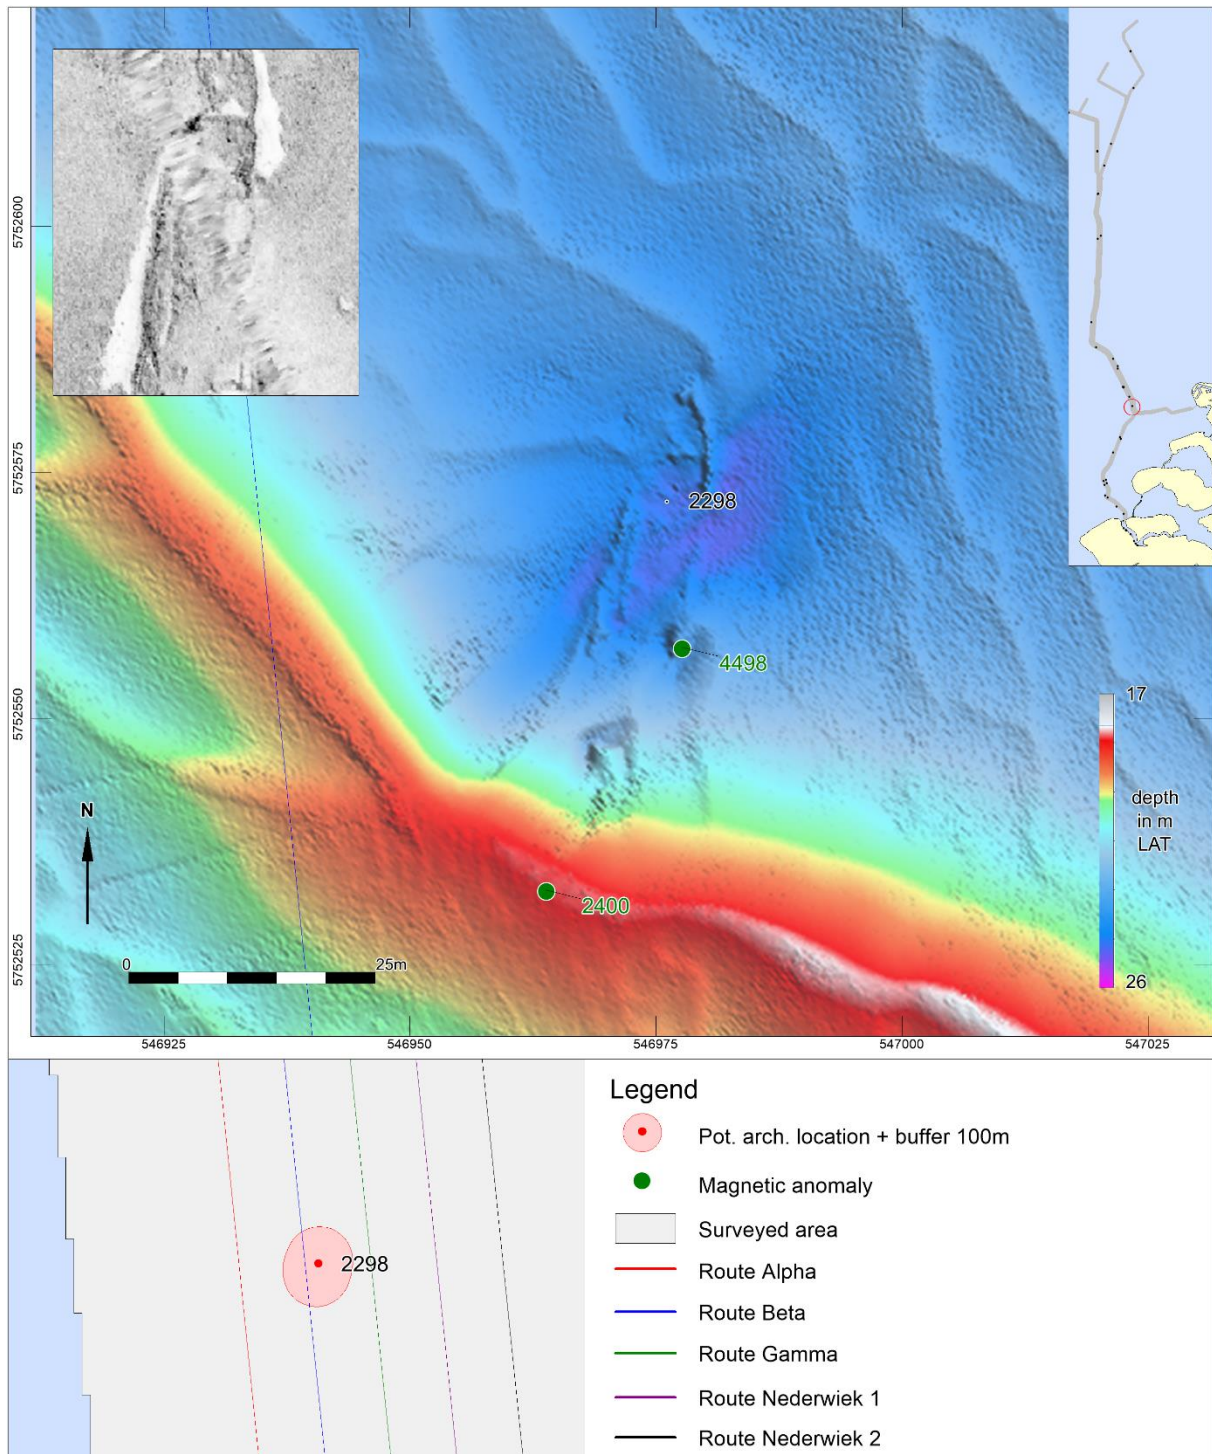 5752600
5752575
5752550
5752525
2298
4498
2400
17
depth
in m
LAT
26
N
0
25m
546925
546950
546975
547000
547025
2298
Legend
Pot. arch. location + buffer 100m
Magnetic anomaly
Surveyed area
Route Alpha
Route Beta
Route Gamma
Route Nederwiek 1
Route Nederwiek 2